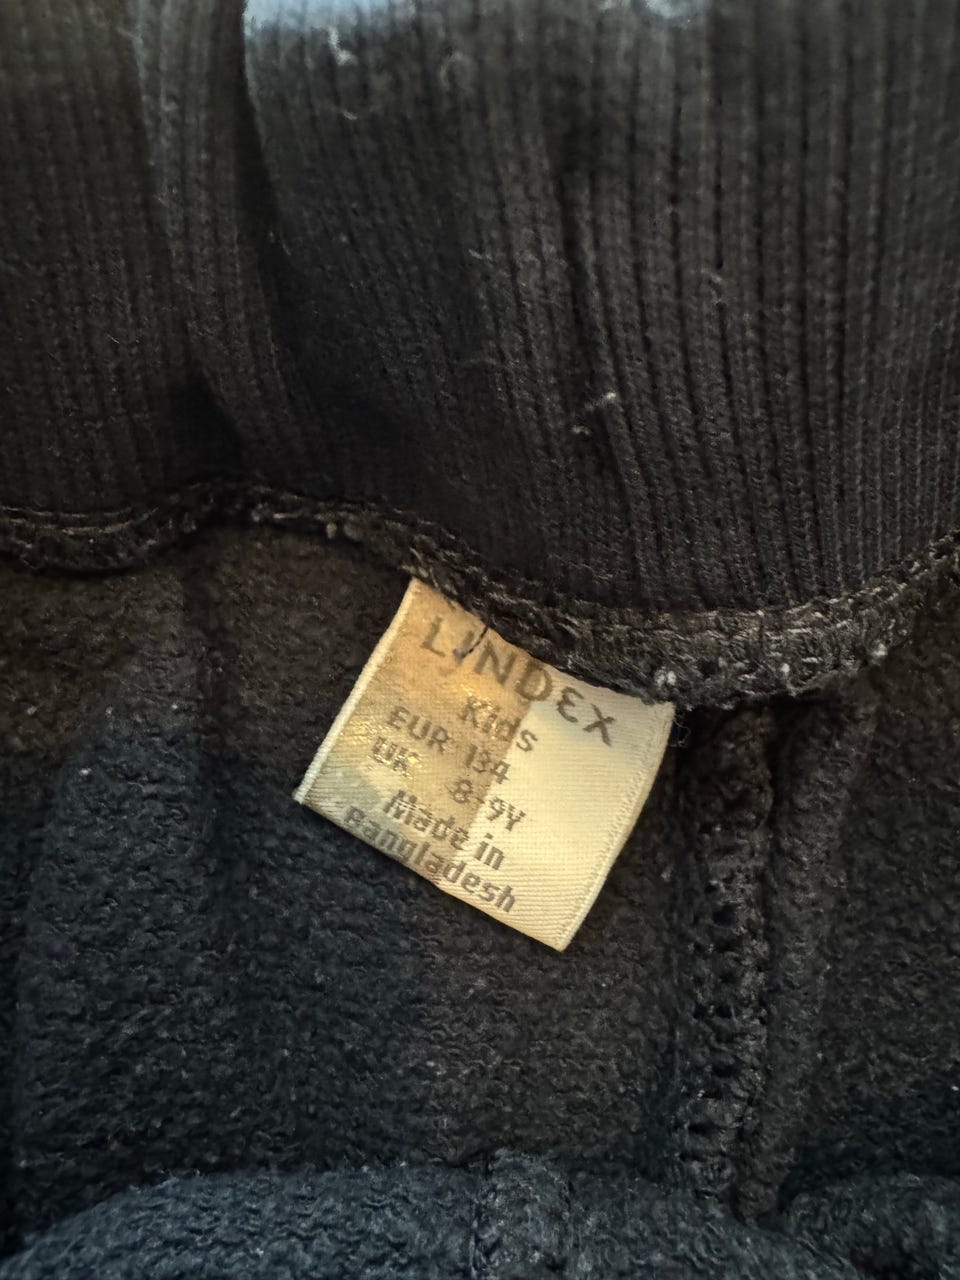 LINDEX
Kids
EUR 134
UK 8-9Y
Made in
Bangladesh